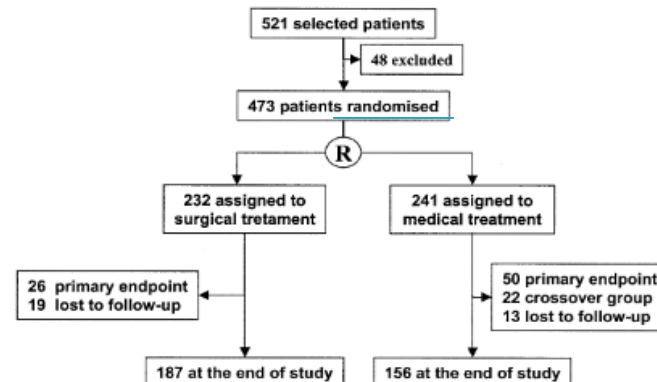 521 selected patients
48 excluded
473 patients randomised
R
232 assigned to
surgical tretament
241 assigned to
medical treatment
26 primary endpoint
19 lost to follow-up
50 primary endpoint
22 crossover group
13 lost to follow-up
187 at the end of study
156 at the end of study